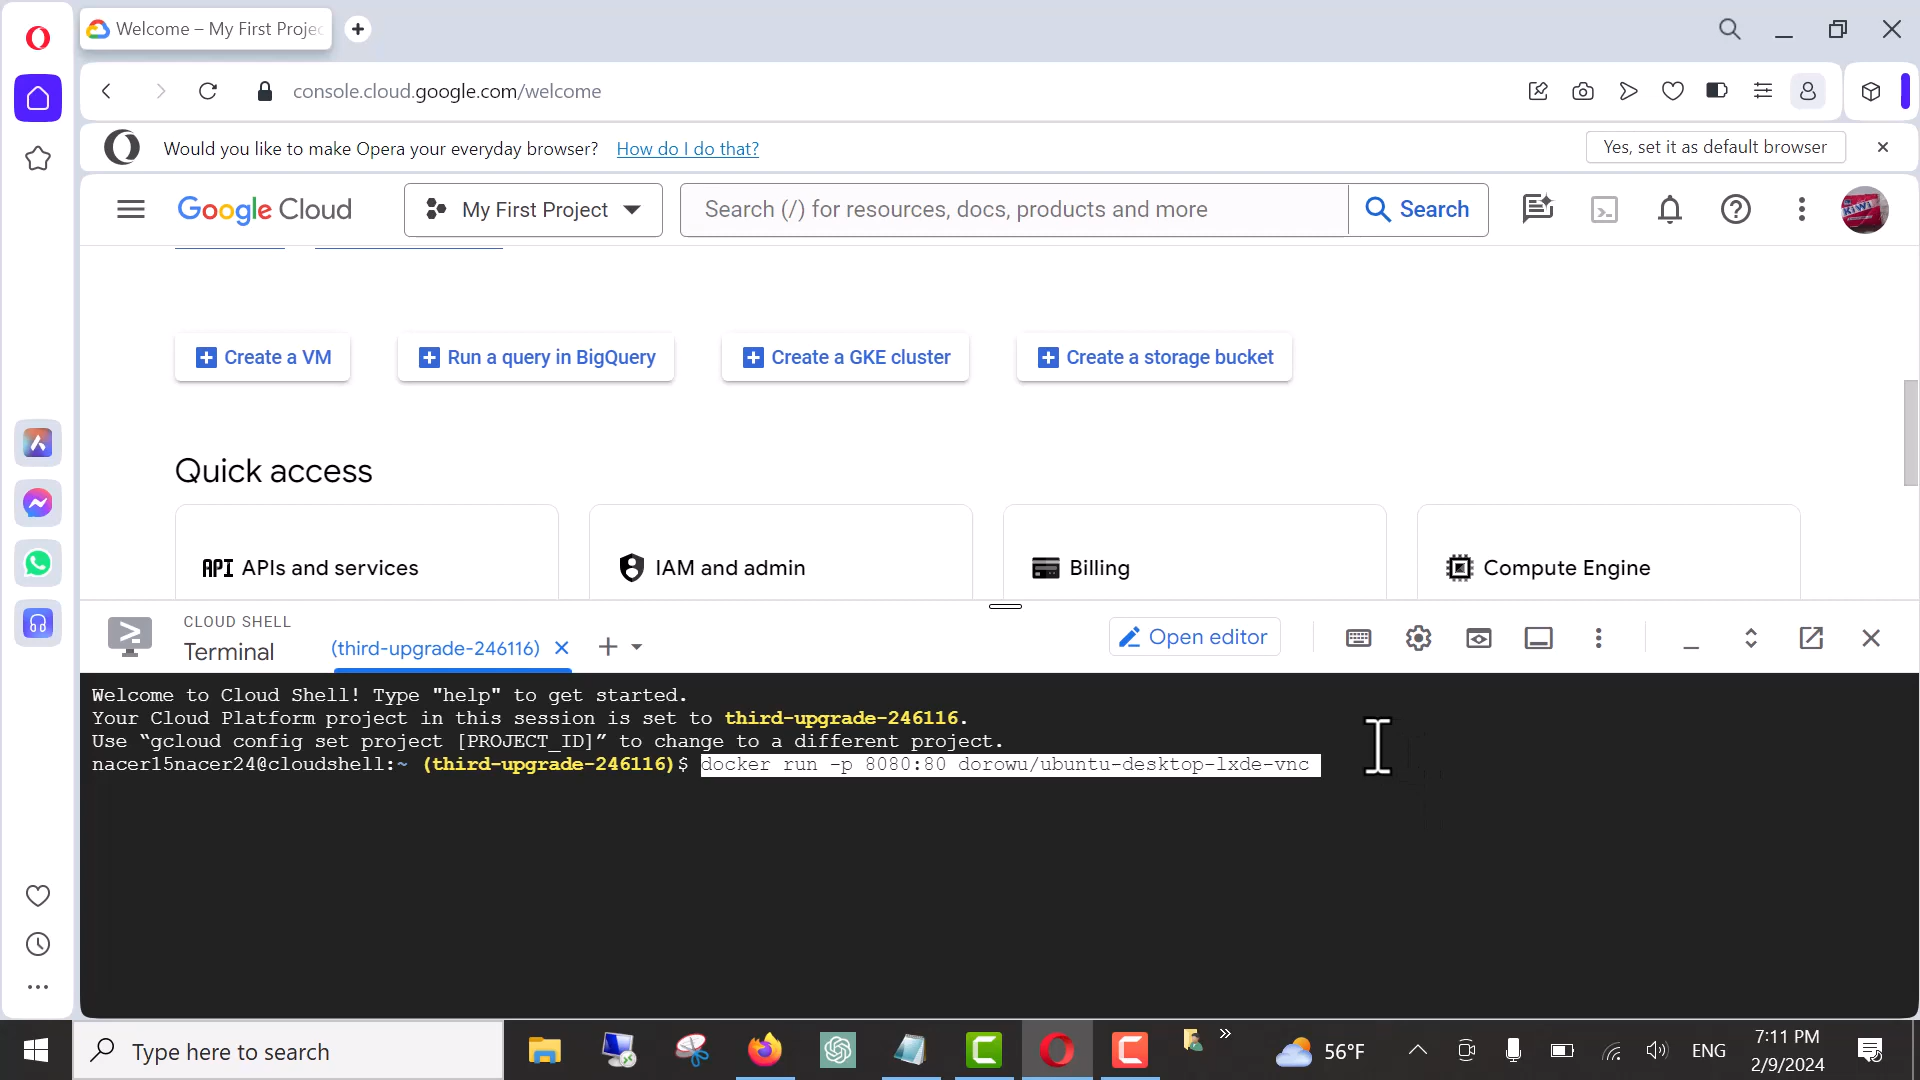 Welcome – My First Projec
console.cloud.google.com/welcome
Would you like to make Opera your everyday browser? How do I do that?
Yes, set it as default browser
Google Cloud
My First Project
Search (/) for resources, docs, products and more
Search
Create a VM
Run a query in BigQuery
Create a GKE cluster
Create a storage bucket
Quick access
API APIs and services
IAM and admin
Billing
Compute Engine
CLOUD SHELL
Terminal
(third-upgrade-246116)
Open editor
Welcome to Cloud Shell! Type "help" to get started.
Your Cloud Platform project in this session is set to third-upgrade-246116.
Use “gcloud config set project [PROJECT_ID]” to change to a different project.
nacer15nacer24@cloudshell:~ (third-upgrade-246116)$ docker run -p 8080:80 dorowu/ubuntu-desktop-lxde-vnc
Type here to search
56°F
ENG
7:11 PM
2/9/2024